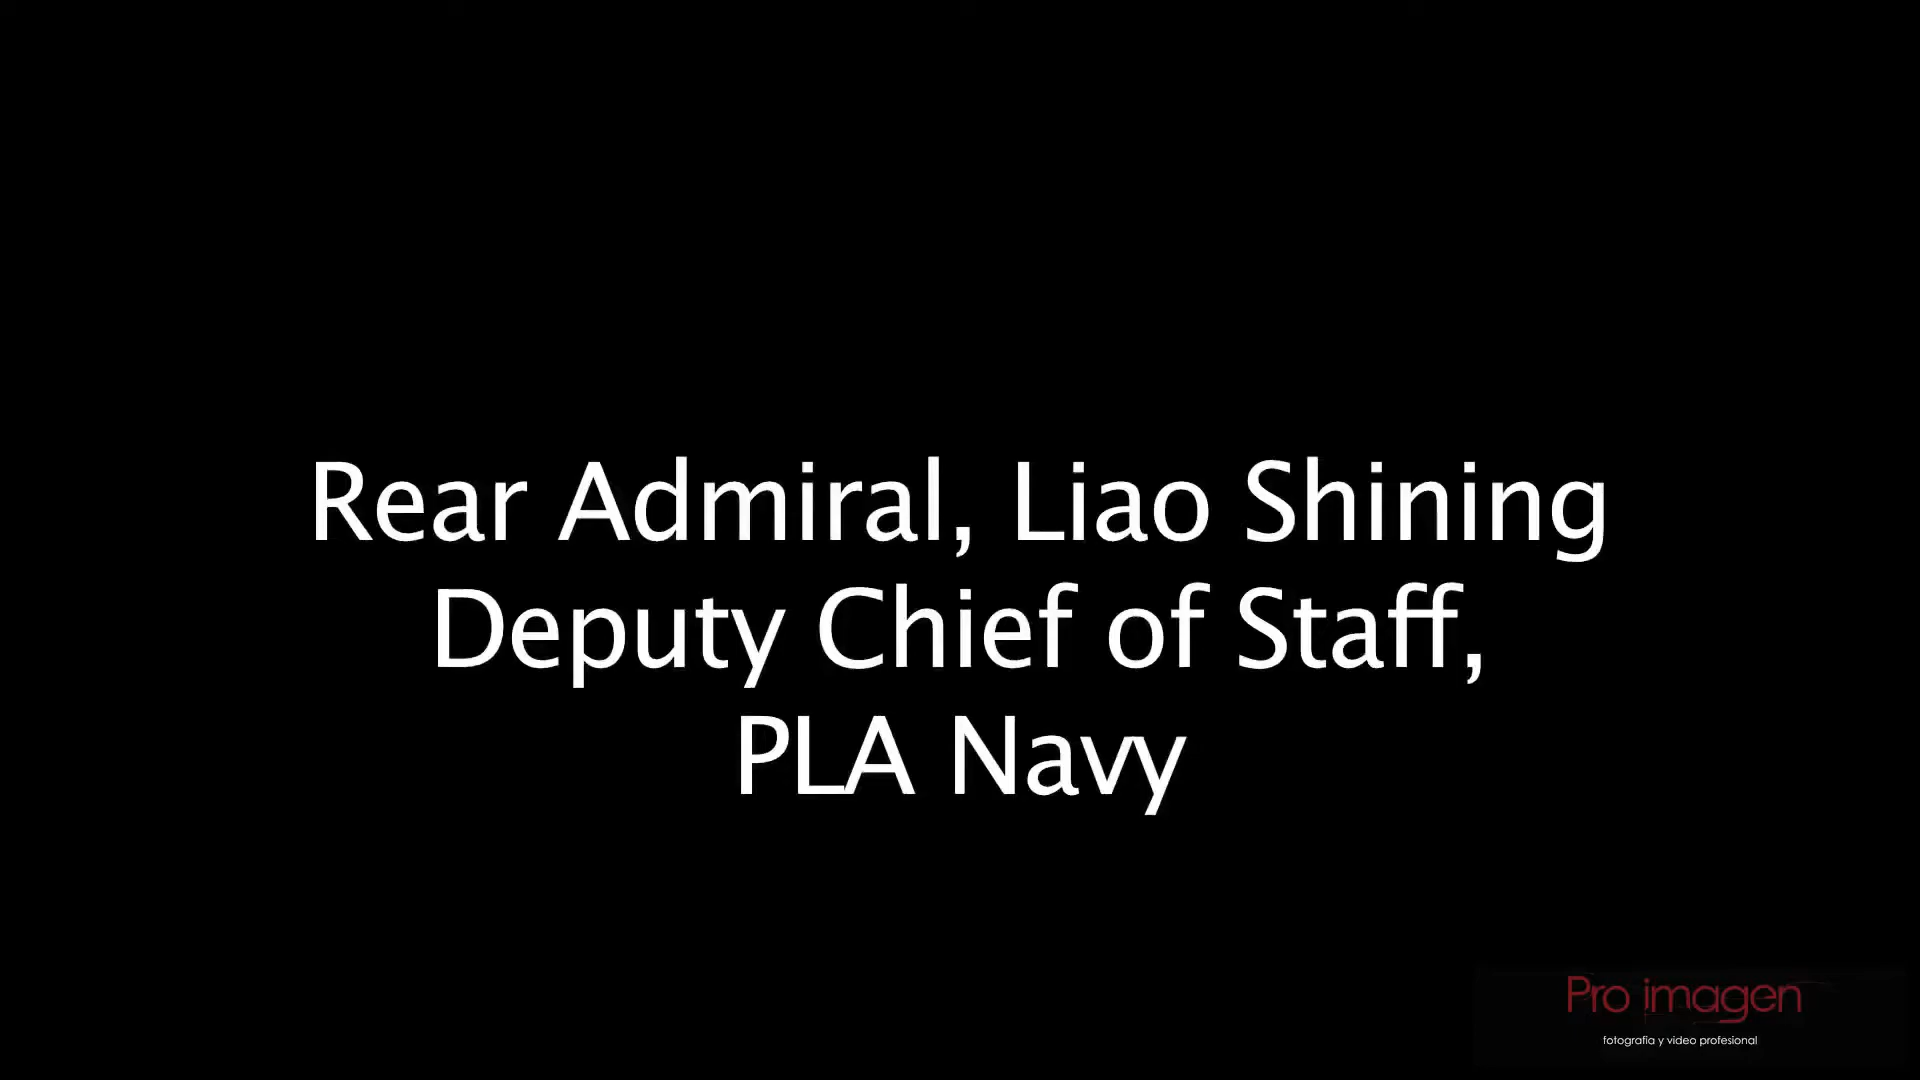 Rear Admiral, Liao Shining
Deputy Chief of Staff,
PLA Navy
Pro imagen
fotografía y video profesional